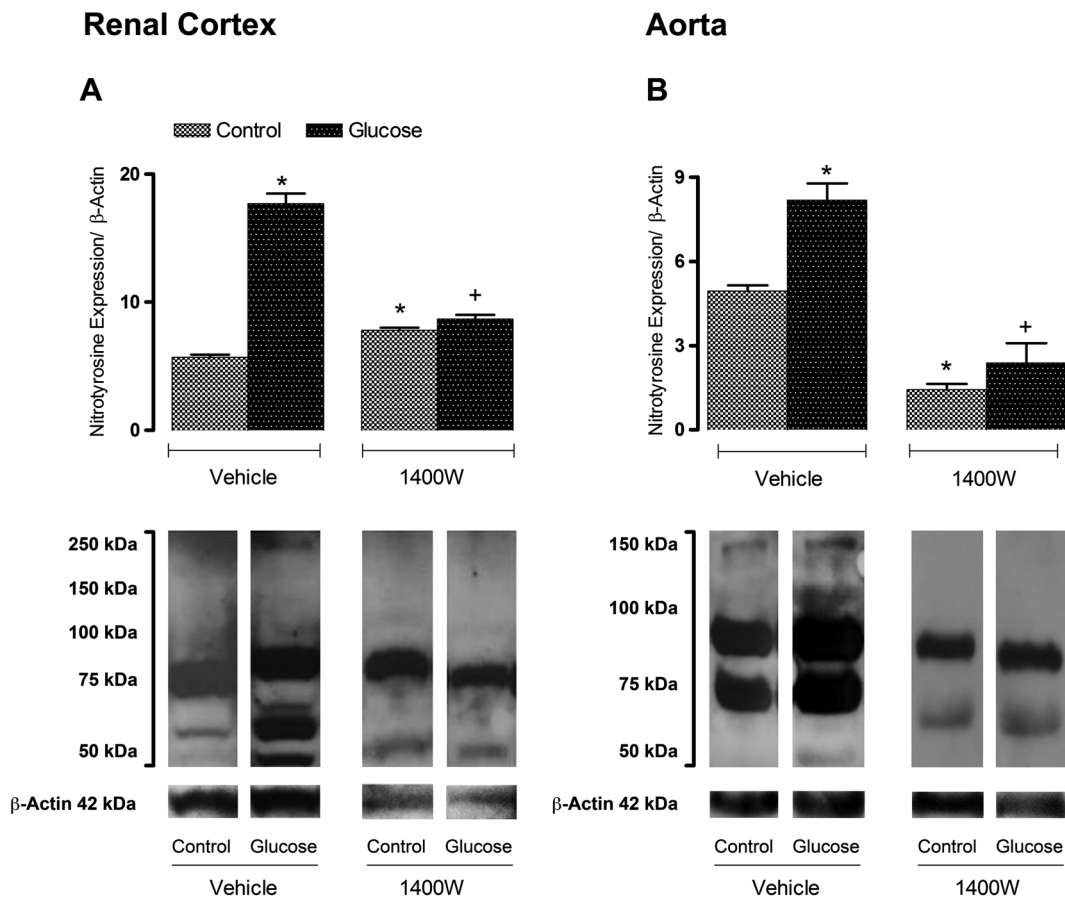 Renal Cortex
Aorta
A
B
Control
Glucose
Nitrotyrosine Expression/ β-Actin
20
10
0
*
*
+
Vehicle
1400W
Nitrotyrosine Expression/ β-Actin
9
6
3
0
*
*
+
Vehicle
1400W
250 kDa
150 kDa
100 kDa
75 kDa
50 kDa
β-Actin 42 kDa
Control Glucose Control Glucose
Vehicle 1400W
150 kDa
100 kDa
75 kDa
50 kDa
β-Actin 42 kDa
Control Glucose Control Glucose
Vehicle 1400W